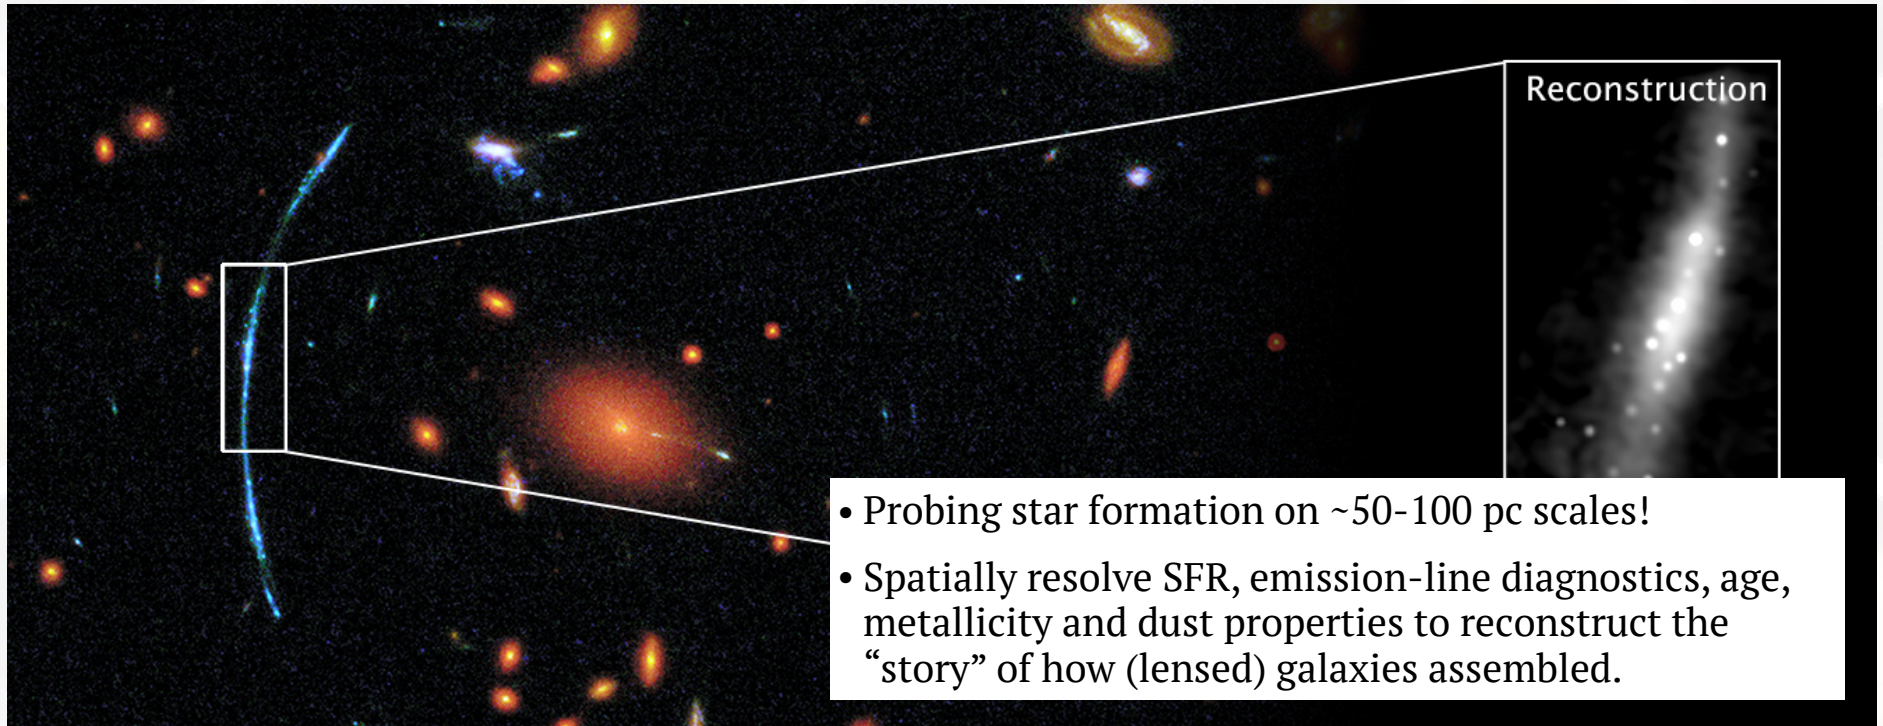 Reconstruction
• Probing star formation on ~50-100 pc scales!
• Spatially resolve SFR, emission-line diagnostics, age,
metallicity and dust properties to reconstruct the
“story” of how (lensed) galaxies assembled.